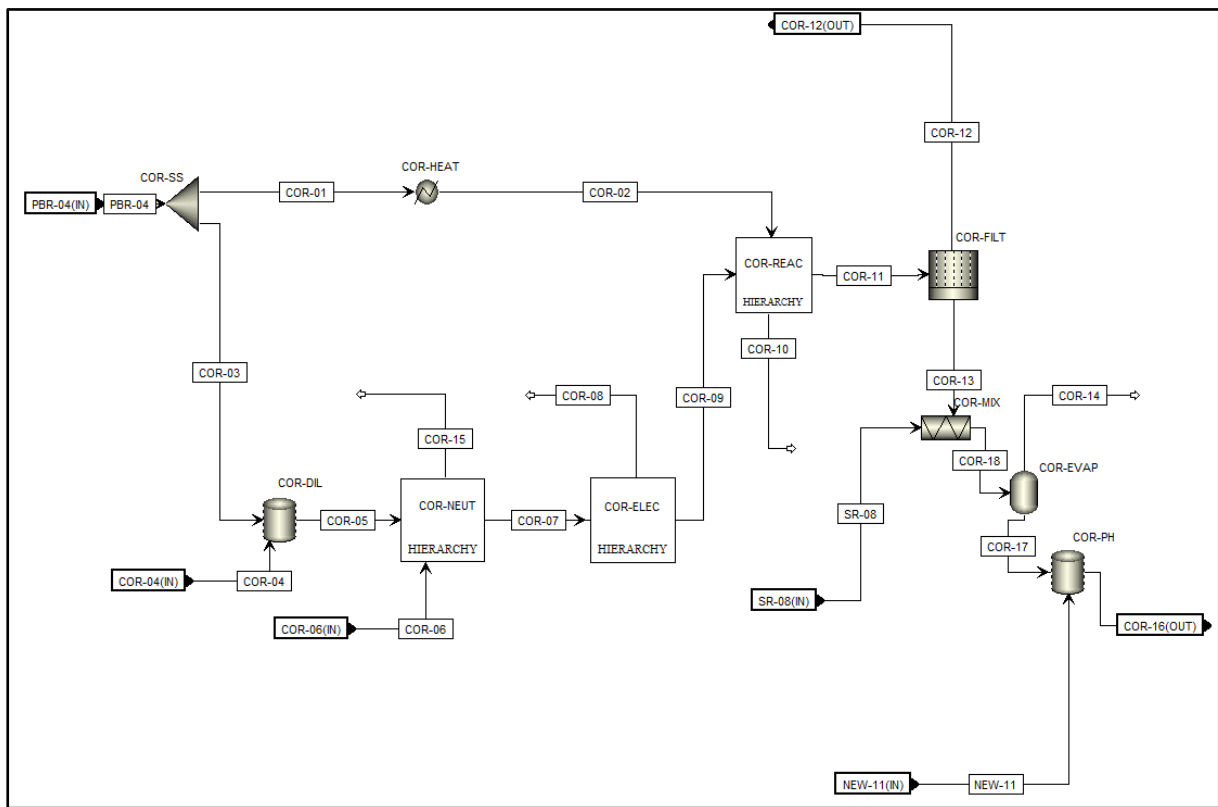 COR-12(OUT)
COR-12
COR-HEAT
COR-SS
COR-01
COR-02
PBR-04(IN)
PBR-04
COR-FILT
COR-REAC
COR-11
HIERARCHY
COR-10
COR-03
COR-13
COR-08
COR-09
COR-MIX
COR-14
COR-15
COR-18
COR-EVAP
COR-DIL
COR-NEUT
COR-ELEC
SR-08
COR-05
COR-07
COR-17
COR-PH
HIERARCHY
HIERARCHY
COR-04(IN)
COR-04
SR-08(IN)
COR-06(IN)
COR-06
COR-16(OUT)
NEW-11(IN)
NEW-11